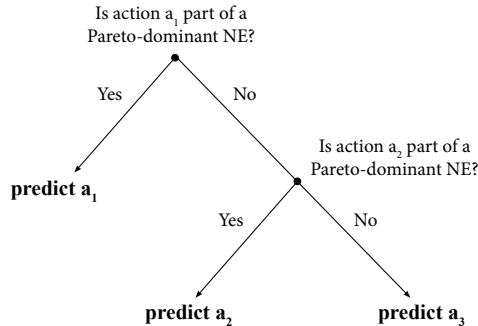 Is action a₁ part of a
Pareto-dominant NE?
Yes
No
Is action a₂ part of a
Pareto-dominant NE?
predict a₁
Yes
No
predict a₂
predict a₃